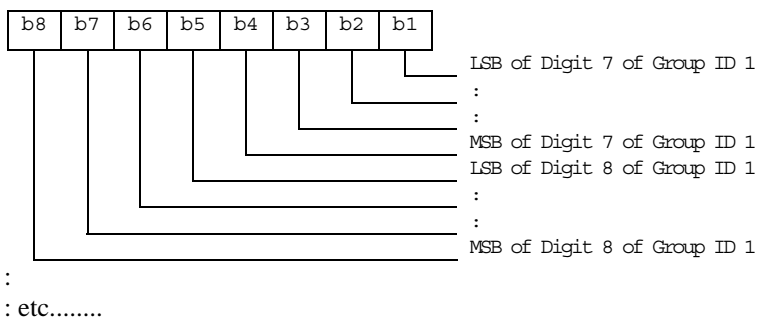 b8 b7 b6 b5 b4 b3 b2 b1
LSB of Digit 7 of Group ID 1
:
:
MSB of Digit 7 of Group ID 1
LSB of Digit 8 of Group ID 1
:
:
MSB of Digit 8 of Group ID 1
:
: etc........